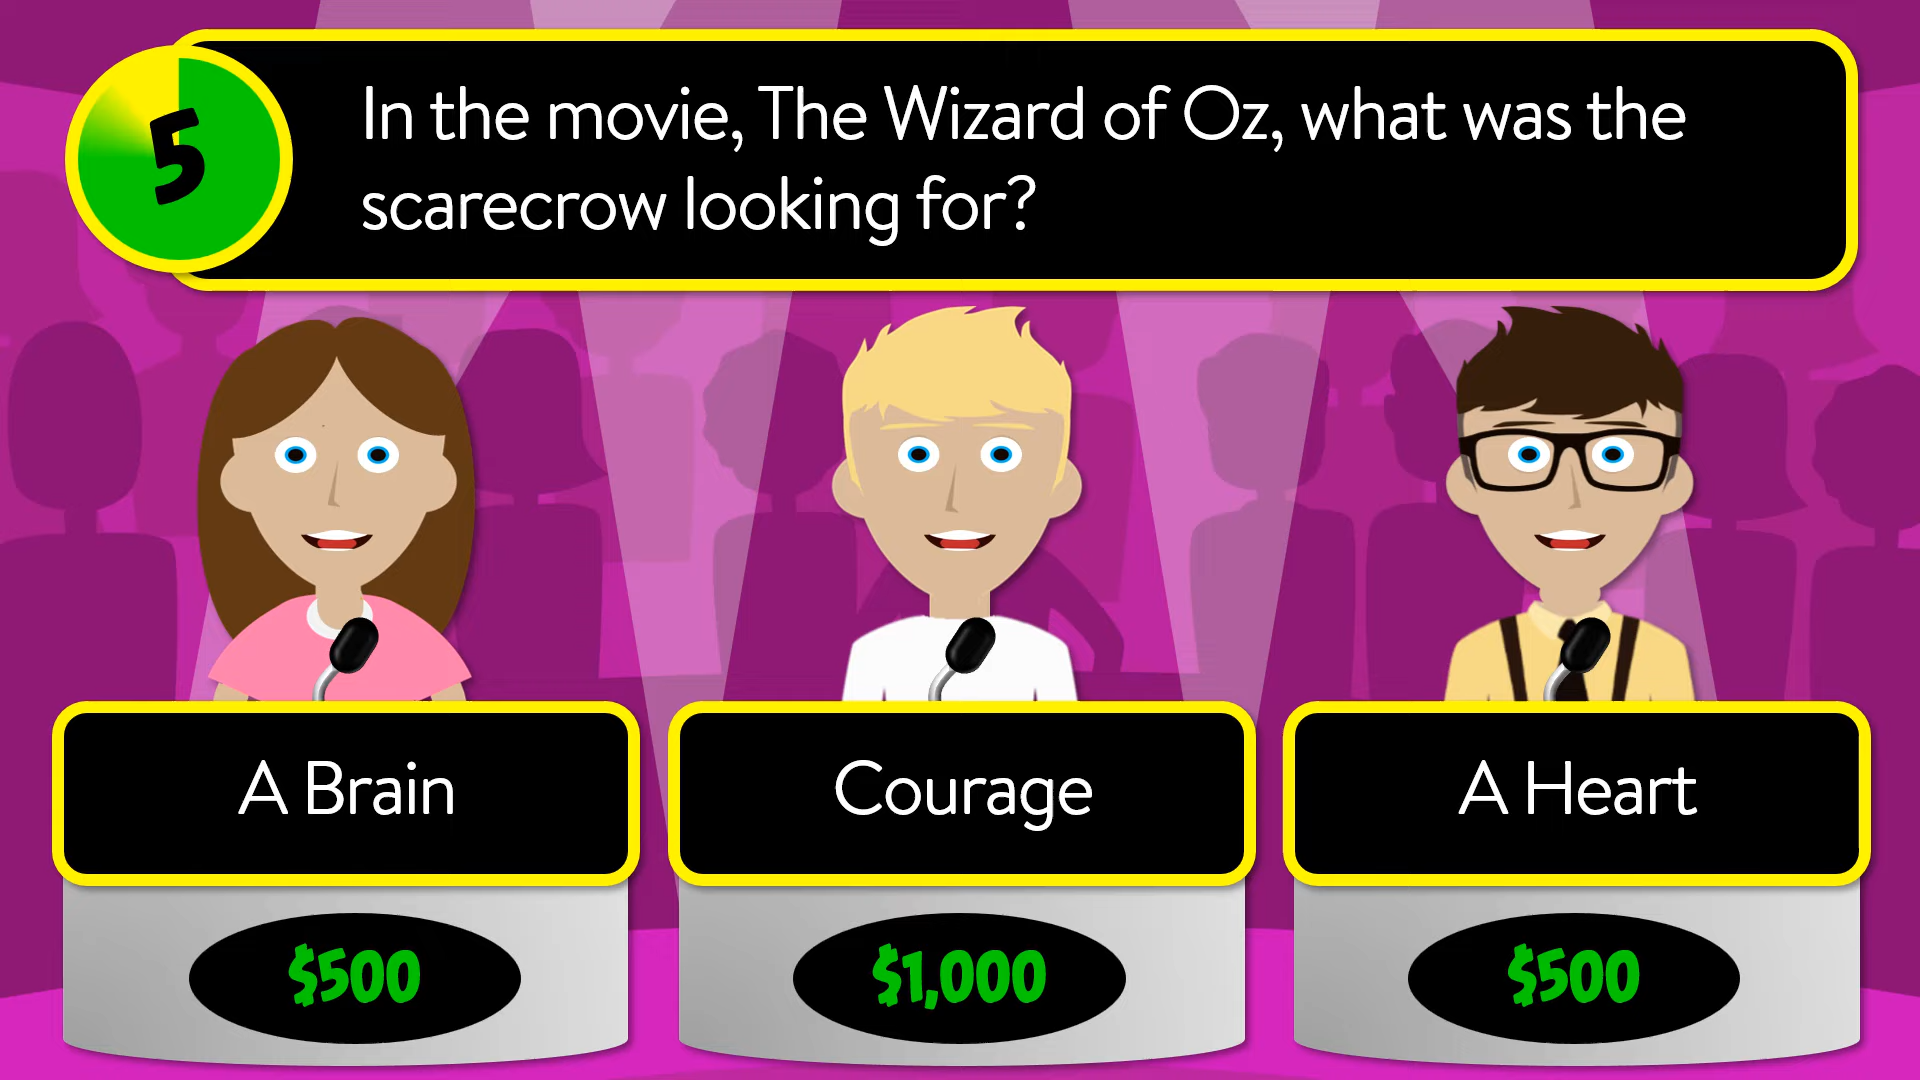 5
In the movie, The Wizard of Oz, what was the
scarecrow looking for?
A Brain
Courage
A Heart
$500
$1,000
$500